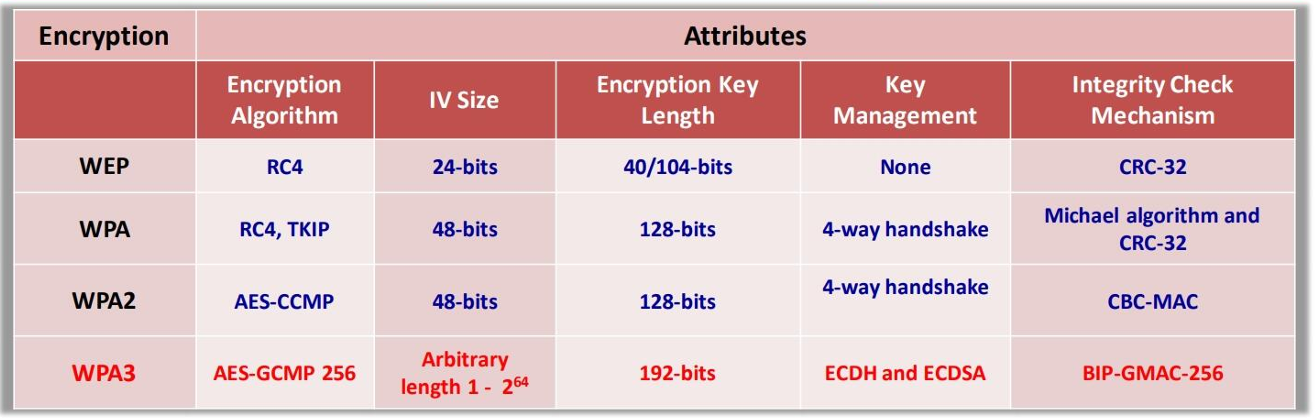 Encryption Attributes
Encryption Algorithm IV Size Encryption Key Length Key Management Integrity Check Mechanism
WEP RC4 24-bits 40/104-bits None CRC-32
WPA RC4, TKIP 48-bits 128-bits 4-way handshake Michael algorithm and CRC-32
WPA2 AES-CCMP 48-bits 128-bits 4-way handshake CBC-MAC
WPA3 AES-GCMP 256 Arbitrary length 1 - 2⁶⁴ 192-bits ECDH and ECDSA BIP-GMAC-256